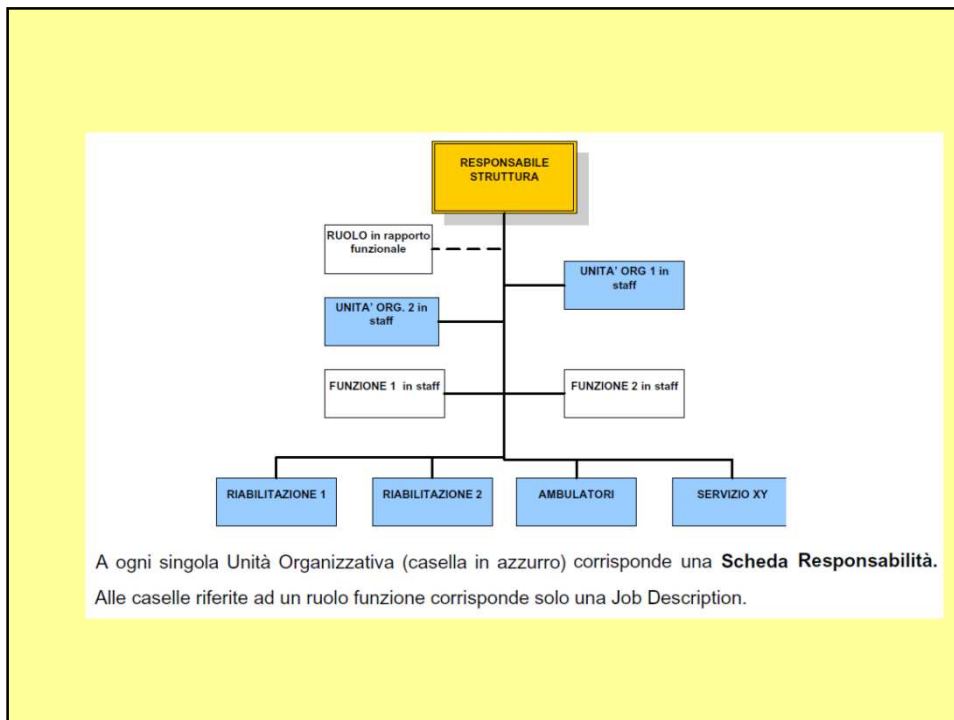 RESPONSABILE
STRUTTURA
RUOLO in rapporto
funzionale
UNITA' ORG 1 in
staff
UNITA' ORG. 2 in
staff
FUNZIONE 1 in staff
FUNZIONE 2 in staff
RIABILITAZIONE 1
RIABILITAZIONE 2
AMBULATORI
SERVIZIO XY
A ogni singola Unità Organizzativa (casella in azzurro) corrisponde una Scheda Responsabilità.
Alle caselle riferite ad un ruolo funzione corrisponde solo una Job Description.